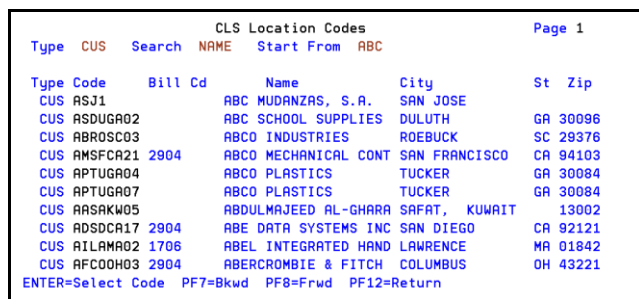 CLS Location Codes Page 1
Type CUS Search NAME Start From ABC
Type Code Bill Cd Name City St Zip
CUS ASJ1 ABC MUDANZAS, S.A. SAN JOSE
CUS ASDUGA02 ABC SCHOOL SUPPLIES DULUTH GA 30096
CUS ABROSC03 ABCO INDUSTRIES ROEBUCK SC 29376
CUS AMSFCA21 2904 ABCO MECHANICAL CONT SAN FRANCISCO CA 94103
CUS APTUGA04 ABCO PLASTICS TUCKER GA 30084
CUS APTUGA07 ABCO PLASTICS TUCKER GA 30084
CUS AASAKW05 ABDULMAJEED AL-GHARA SAFAT, KUWAIT 13002
CUS ADSDCA17 2904 ABE DATA SYSTEMS INC SAN DIEGO CA 92121
CUS AILAMA02 1706 ABEL INTEGRATED HAND LAWRENCE MA 01842
CUS AFCOOH03 2904 ABERCROMBIE & FITCH COLUMBUS OH 43221
ENTER=Select Code PF7=Bkwd PF8=Frwd PF12=Return